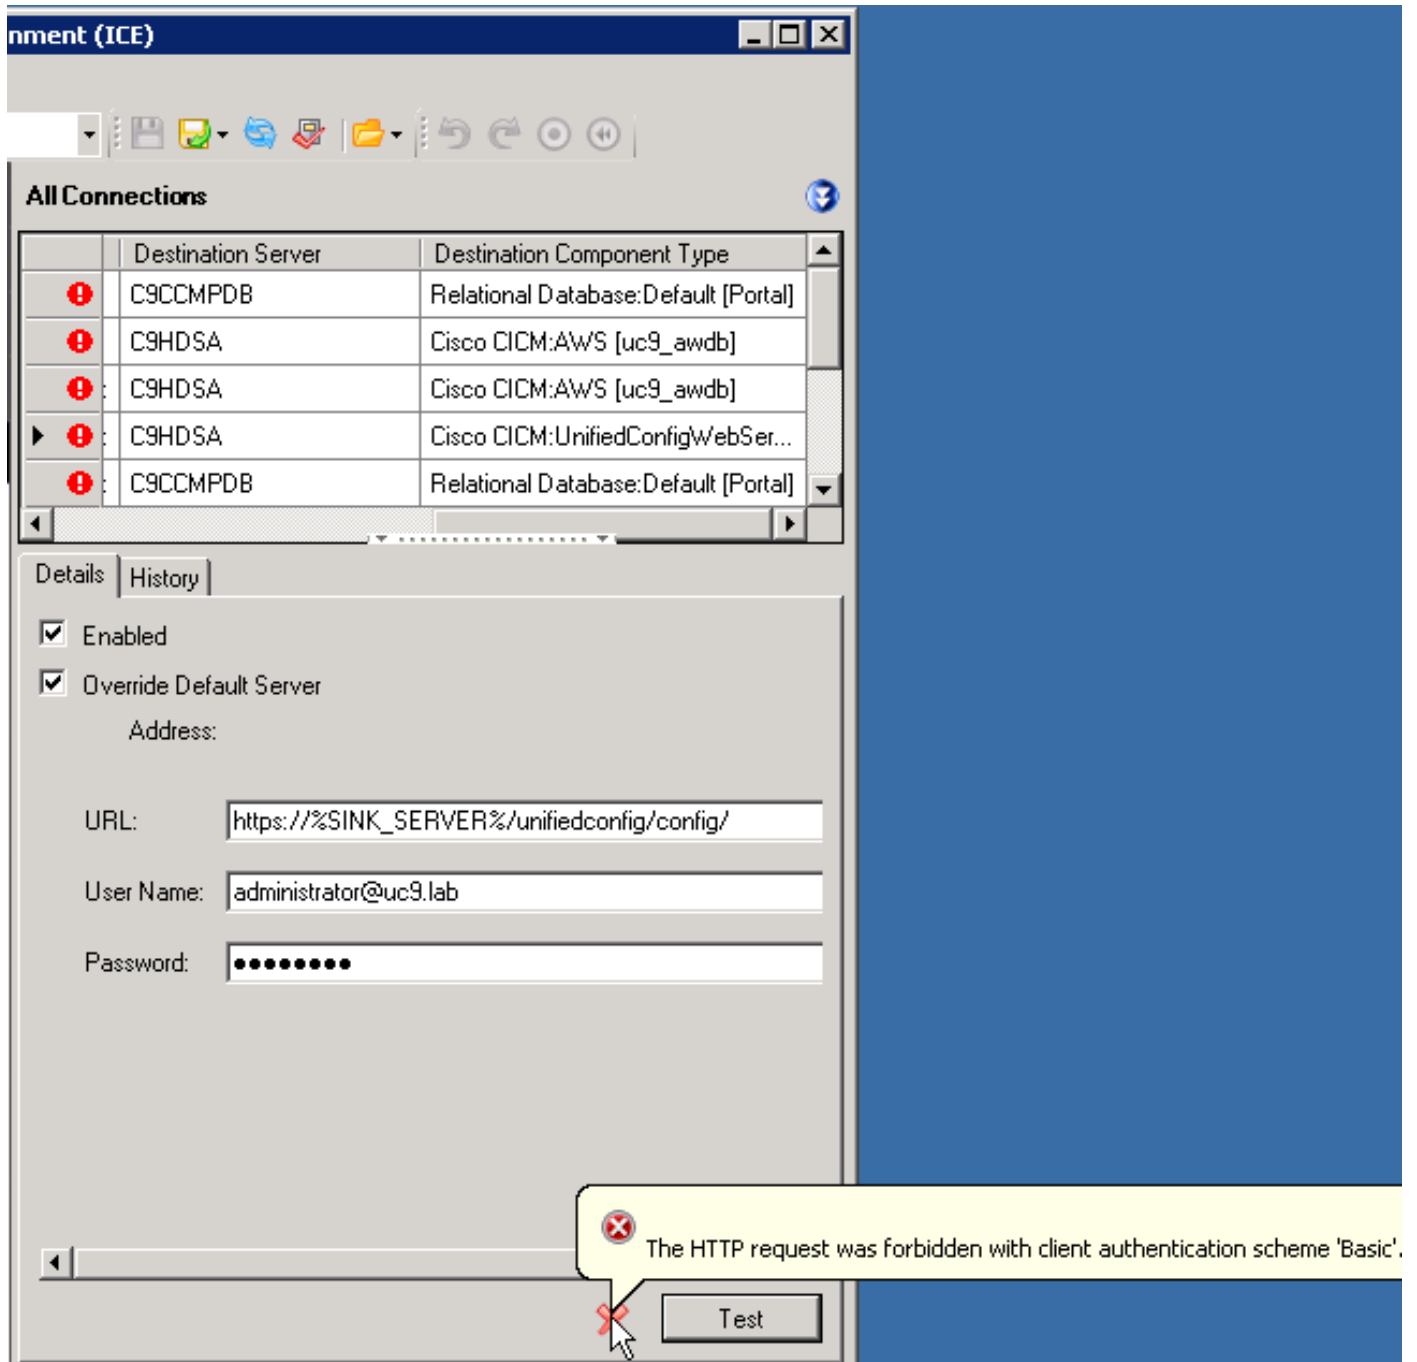 nment (ICE)
All Connections
Destination Server Destination Component Type
C9CCMPDB Relational Database:Default [Portal]
C9HDSA Cisco CICM:AWS [uc9_awdb]
: C9HDSA Cisco CICM:AWS [uc9_awdb]
: C9HDSA Cisco CICM:UnifiedConfigWebSer...
: C9CCMPDB Relational Database:Default [Portal]
Details History
Enabled
Override Default Server
Address:
URL: https://%SINK_SERVER%/unifiedconfig/config/
User Name: administrator@uc9.lab
Password: ●●●●●●●●
The HTTP request was forbidden with client authentication scheme 'Basic'.
Test